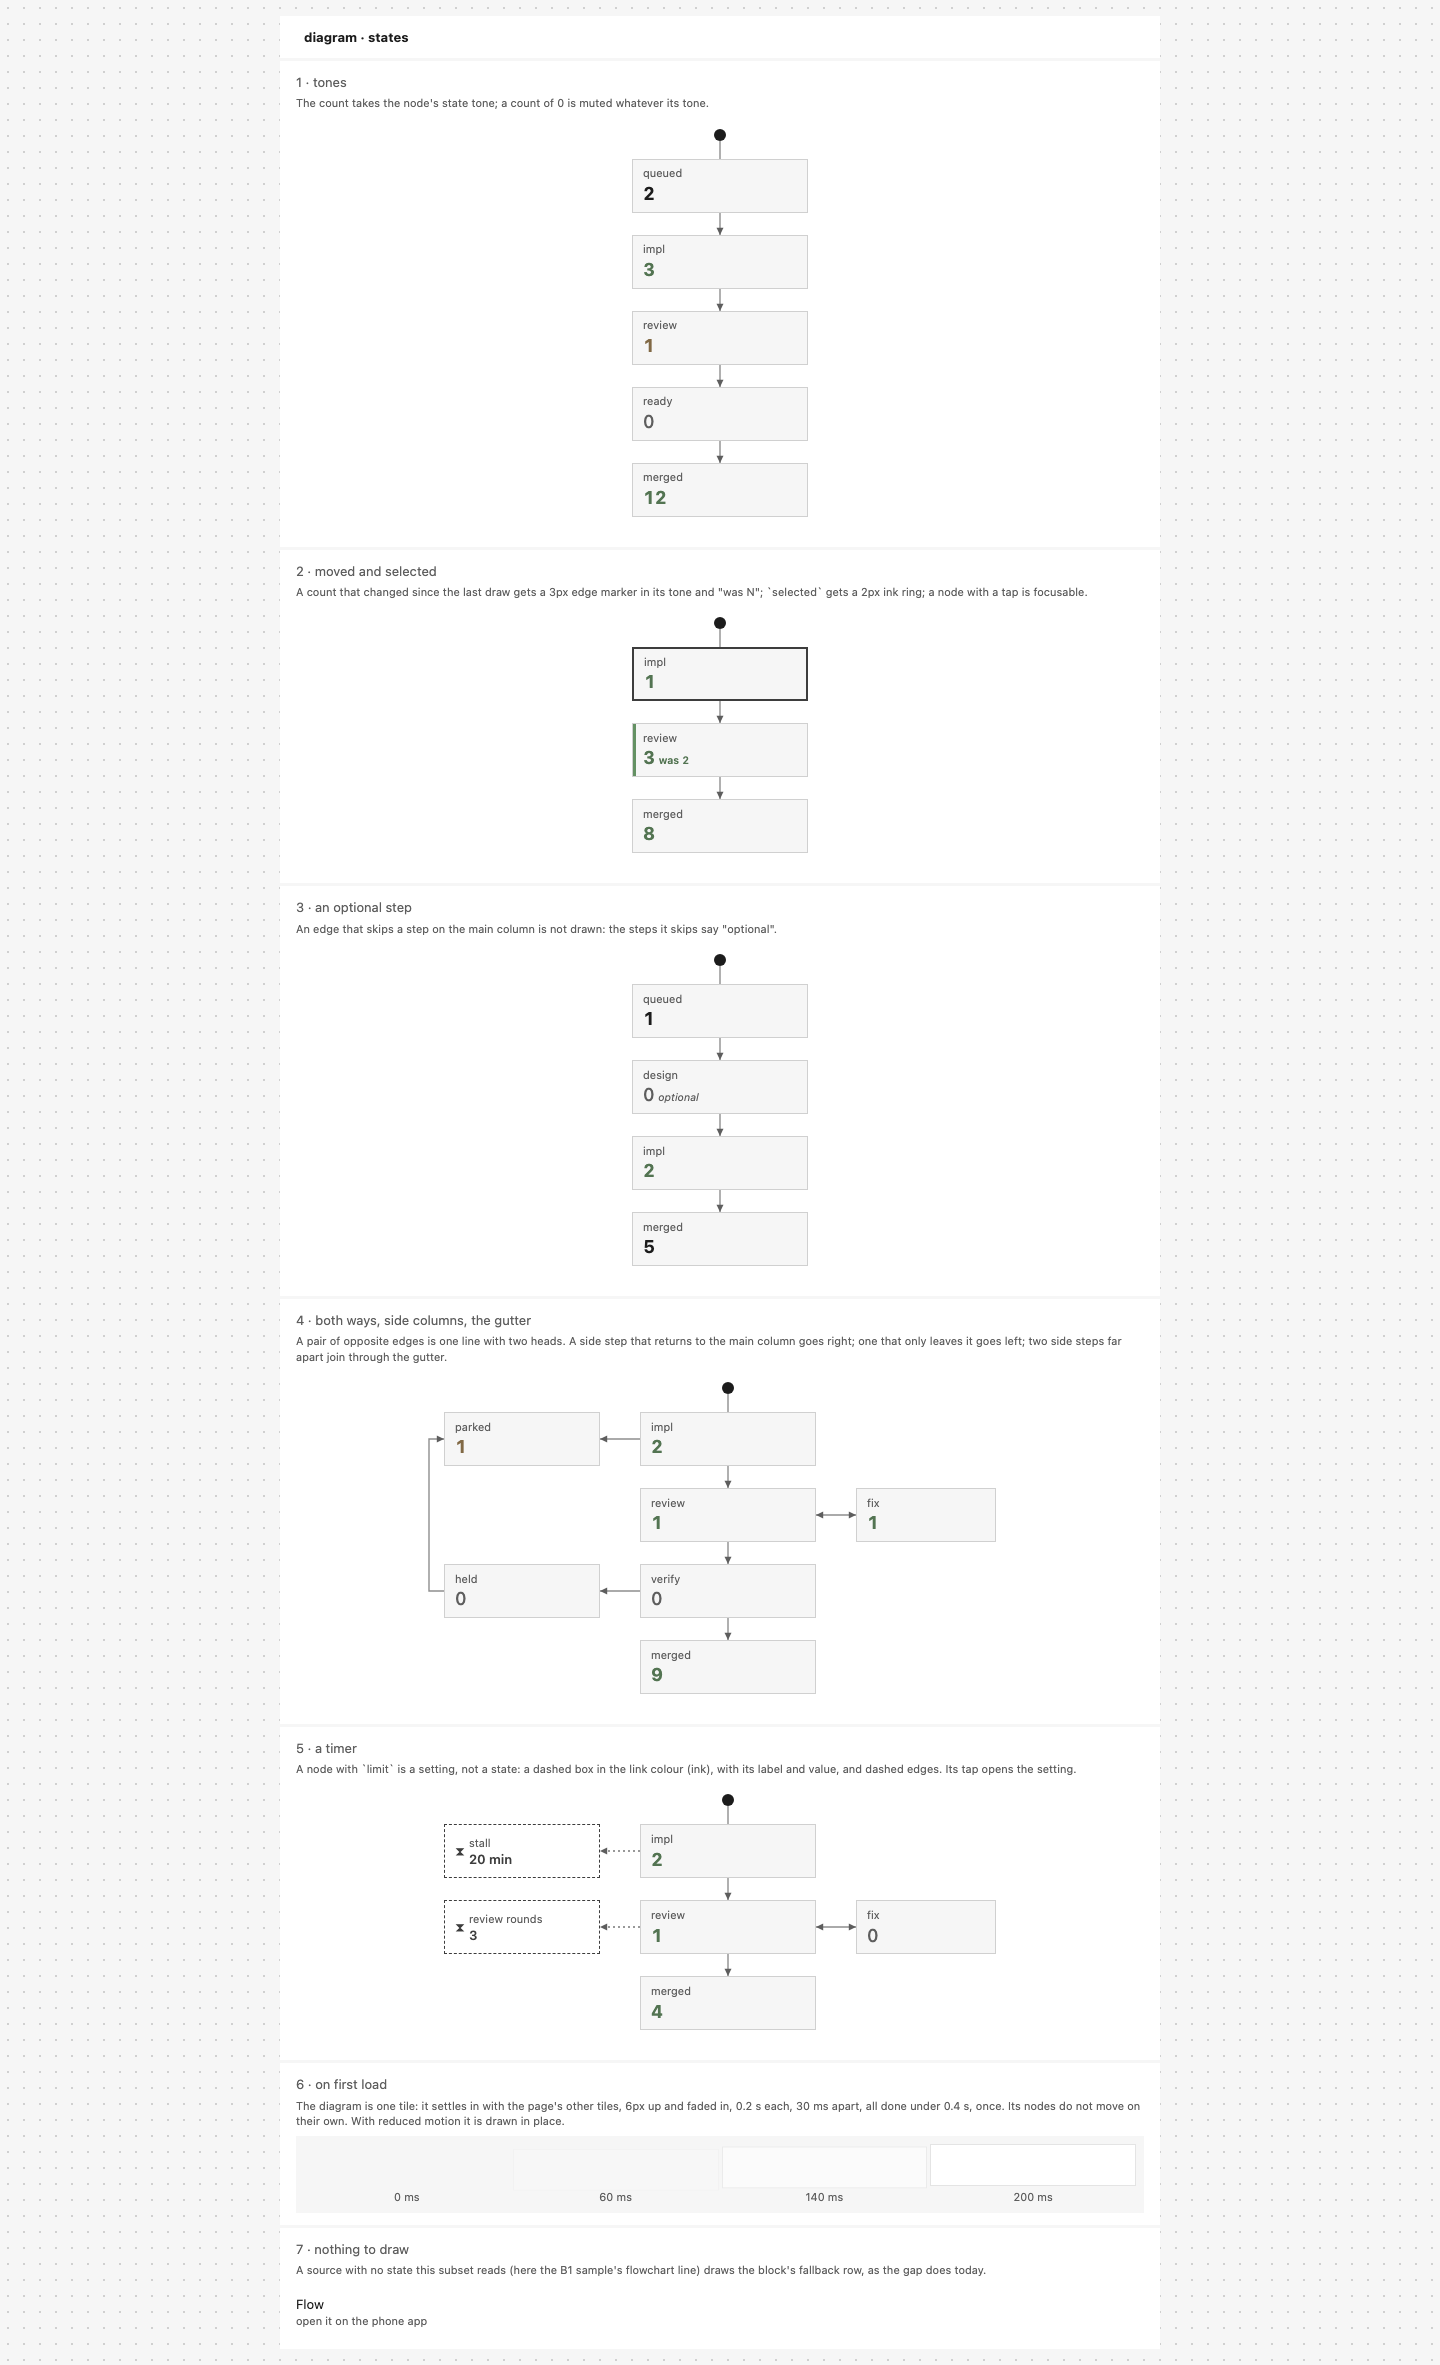 diagram · states
1 · tones
The count takes the node's state tone; a count of 0 is muted whatever its tone.
queued
2
impl
3
review
1
ready
0
merged
12
2 · moved and selected
A count that changed since the last draw gets a 3px edge marker in its tone and "was N"; `selected` gets a 2px ink ring; a node with a tap is focusable.
impl
1
review
3 was 2
merged
8
3 · an optional step
An edge that skips a step on the main column is not drawn: the steps it skips say "optional".
queued
1
design
0 optional
impl
2
merged
5
4 · both ways, side columns, the gutter
A pair of opposite edges is one line with two heads. A side step that returns to the main column goes right; one that only leaves it goes left; two side steps far
apart join through the gutter.
parked
1
impl
2
review
1
fix
1
held
0
verify
0
merged
9
5 · a timer
A node with `limit` is a setting, not a state: a dashed box in the link colour (ink), with its label and value, and dashed edges. Its tap opens the setting.
stall
20 min
impl
2
review rounds
3
review
1
fix
0
merged
4
6 · on first load
The diagram is one tile: it settles in with the page's other tiles, 6px up and faded in, 0.2 s each, 30 ms apart, all done under 0.4 s, once. Its nodes do not move on
their own. With reduced motion it is drawn in place.
0 ms
60 ms
140 ms
200 ms
7 · nothing to draw
A source with no state this subset reads (here the B1 sample's flowchart line) draws the block's fallback row, as the gap does today.
Flow
open it on the phone app